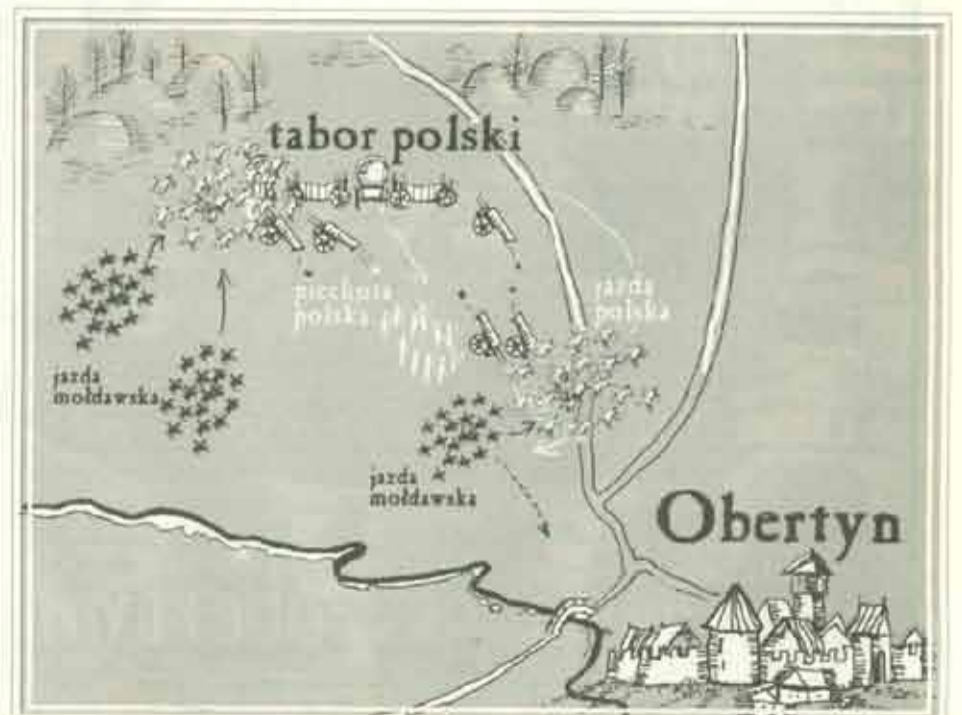 tabor polski
piechota
polska
jazda
polska
jazda
mołdawska
jazda
mołdawska
Obertyn